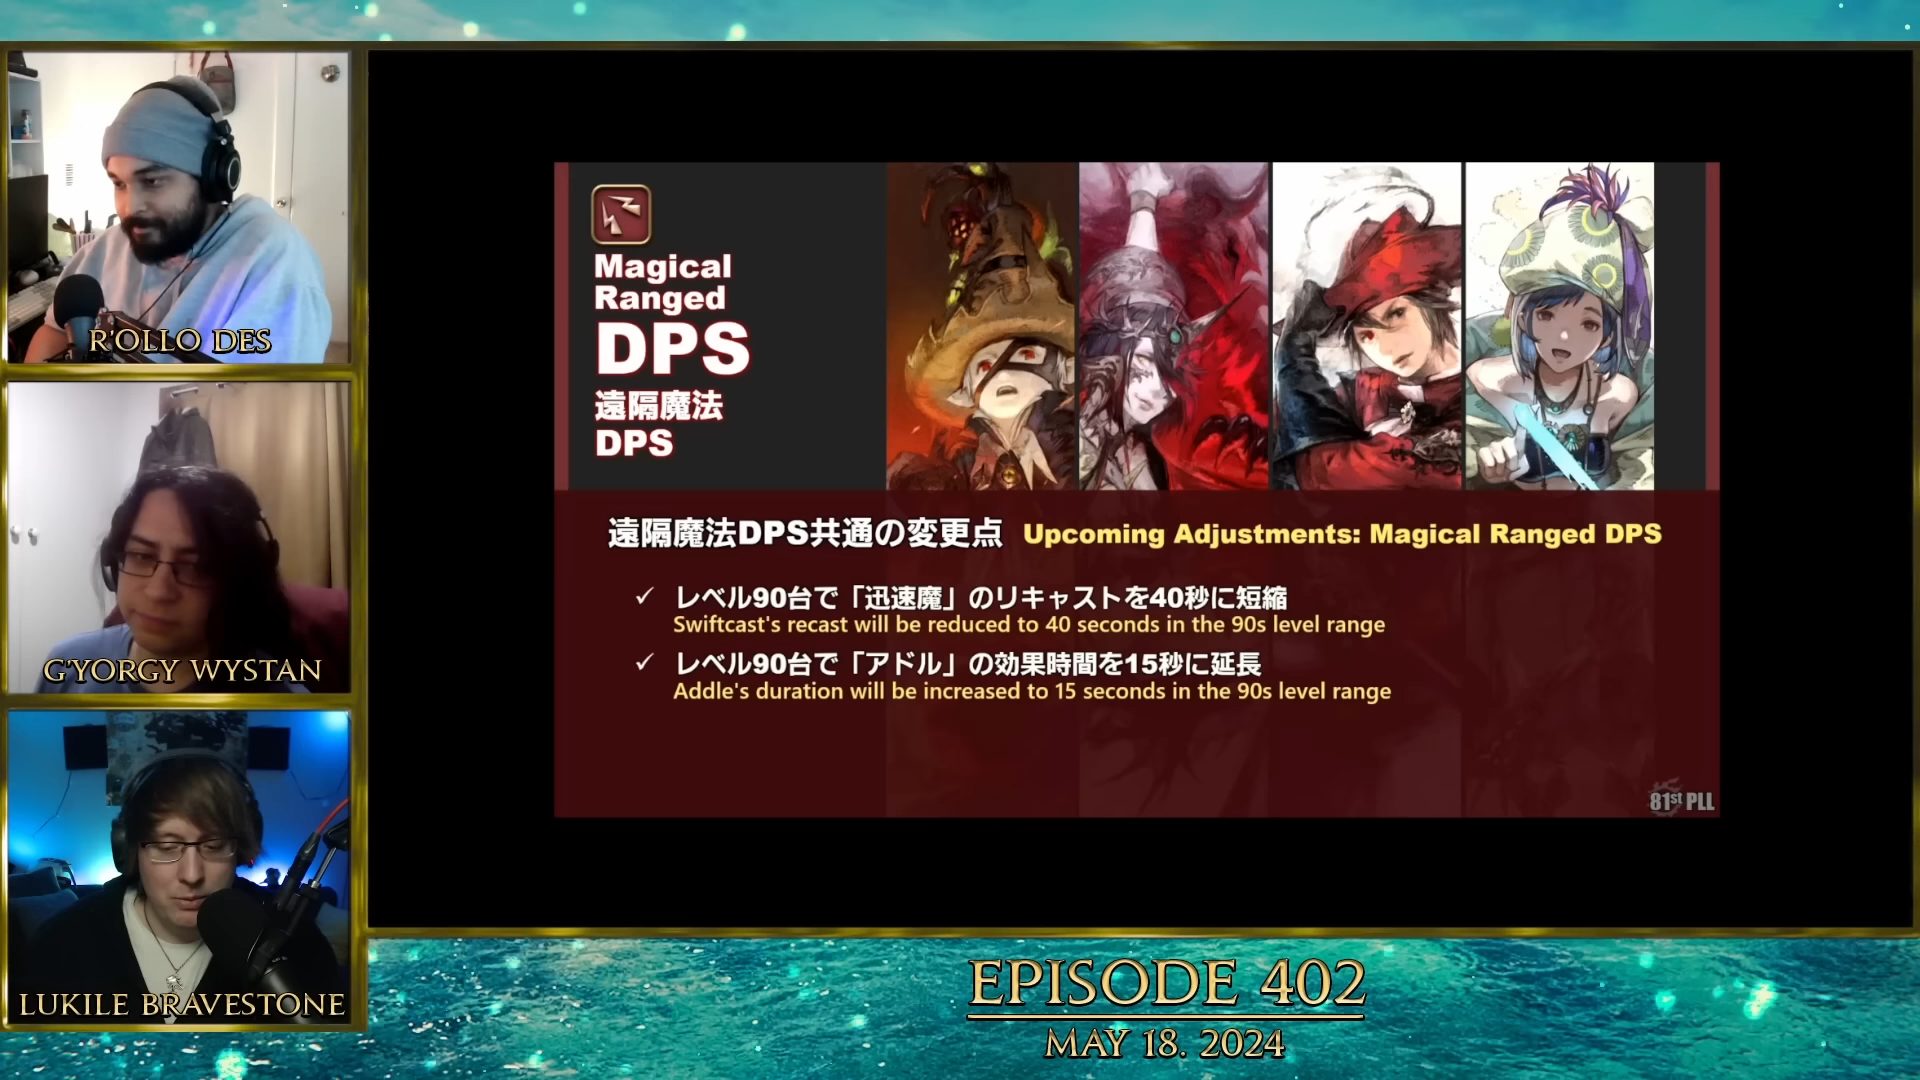 R'OLLO DES
G'YORGY WYSTAN
LUKILE BRAVESTONE
Magical
Ranged
DPS
遠隔魔法
DPS
遠隔魔法DPS共通の変更点 Upcoming Adjustments: Magical Ranged DPS
✓ レベル90台で「迅速魔」のリキャストを40秒に短縮
Swiftcast's recast will be reduced to 40 seconds in the 90s level range
✓ レベル90台で「アドル」の効果時間を15秒に延長
Addle's duration will be increased to 15 seconds in the 90s level range
81st PLL
EPISODE 402
MAY 18. 2024